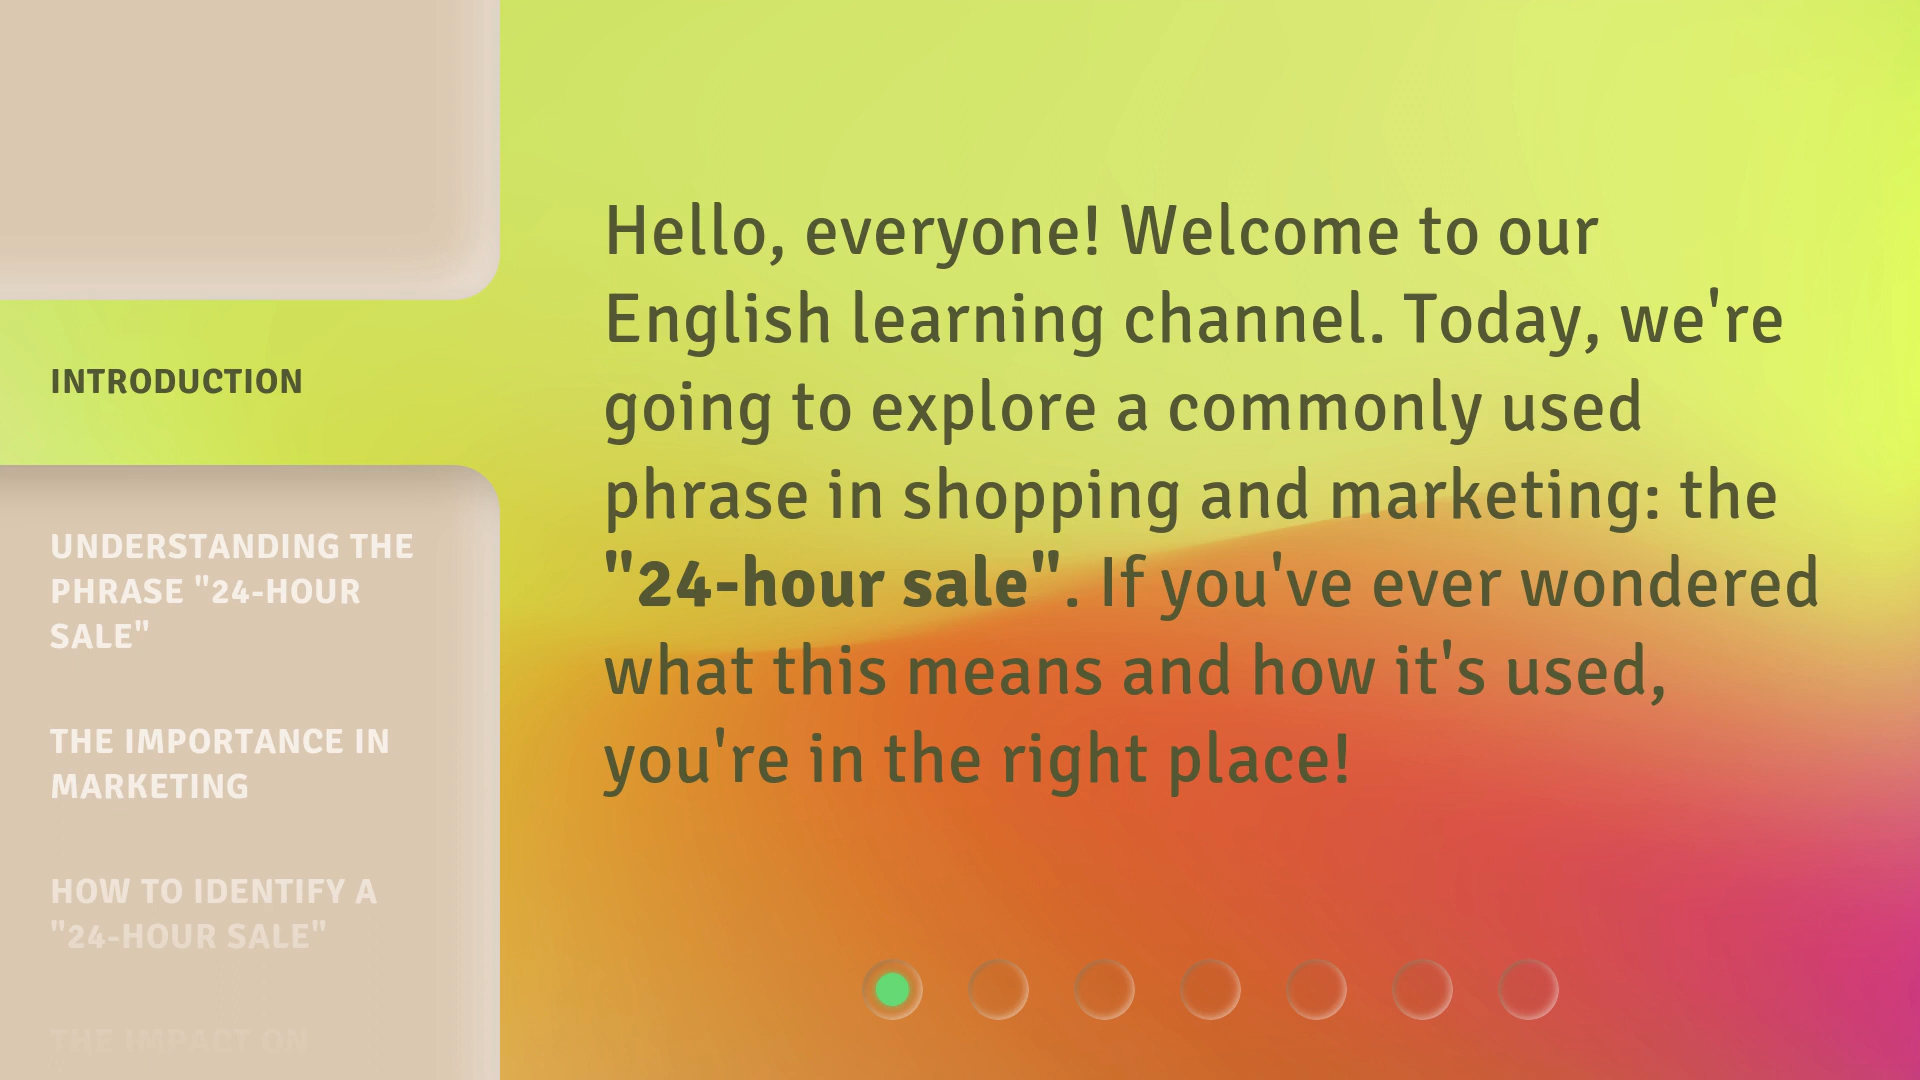 INTRODUCTION
UNDERSTANDING THE
PHRASE "24-HOUR
SALE"
THE IMPORTANCE IN
MARKETING
HOW TO IDENTIFY A
"24-HOUR SALE"
THE IMPACT ON
Hello, everyone! Welcome to our
English learning channel. Today, we're
going to explore a commonly used
phrase in shopping and marketing: the
"24-hour sale". If you've ever wondered
what this means and how it's used,
you're in the right place!